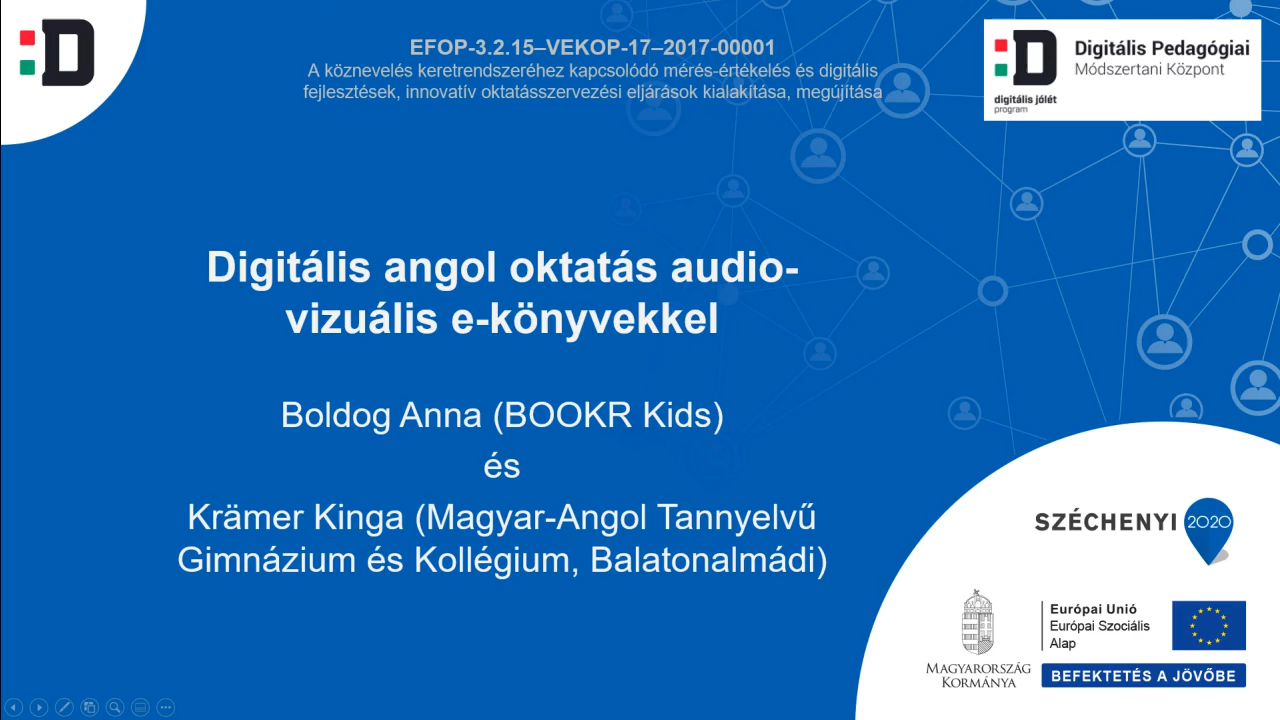 EFOP-3.2.15–VEKOP-17–2017-00001
A köznevelés keretrendszeréhez kapcsolódó mérés-értékelés és digitális
fejlesztések, innovatív oktatásszervezési eljárások kialakítása, megújítása
:D
:D
Digitális Pedagógiai
Módszertani Központ
digitális jólét
program
Digitális angol oktatás audio-
vizuális e-könyvekkel
Boldog Anna (BOOKR Kids)
és
Krämer Kinga (Magyar-Angol Tannyelvű
Gimnázium és Kollégium, Balatonalmádi)
SZÉCHENYI 2020
Európai Unió
Európai Szociális
Alap
MAGYARORSZÁG
KORMÁNYA
BEFEKTETÉS A JÖVŐBE